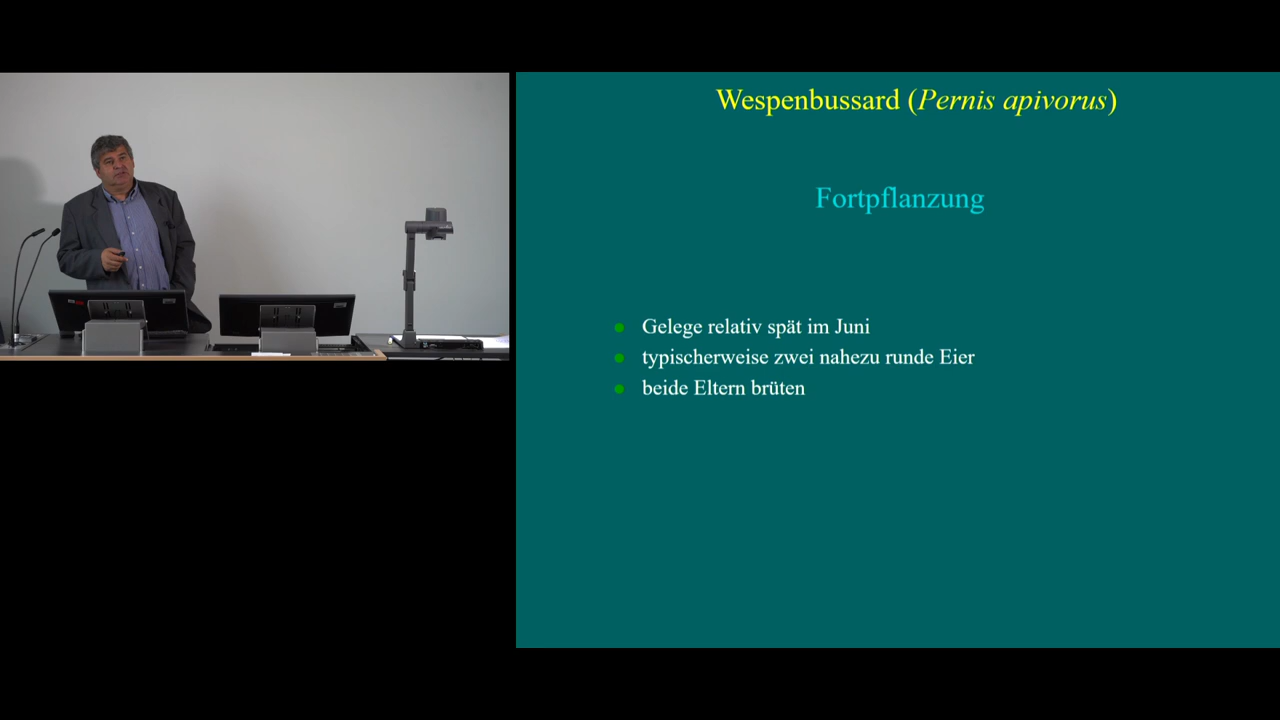 Wespenbussard (Pernis apivorus)
Fortpflanzung
Gelege relativ spät im Juni
typischerweise zwei nahezu runde Eier
beide Eltern brüten